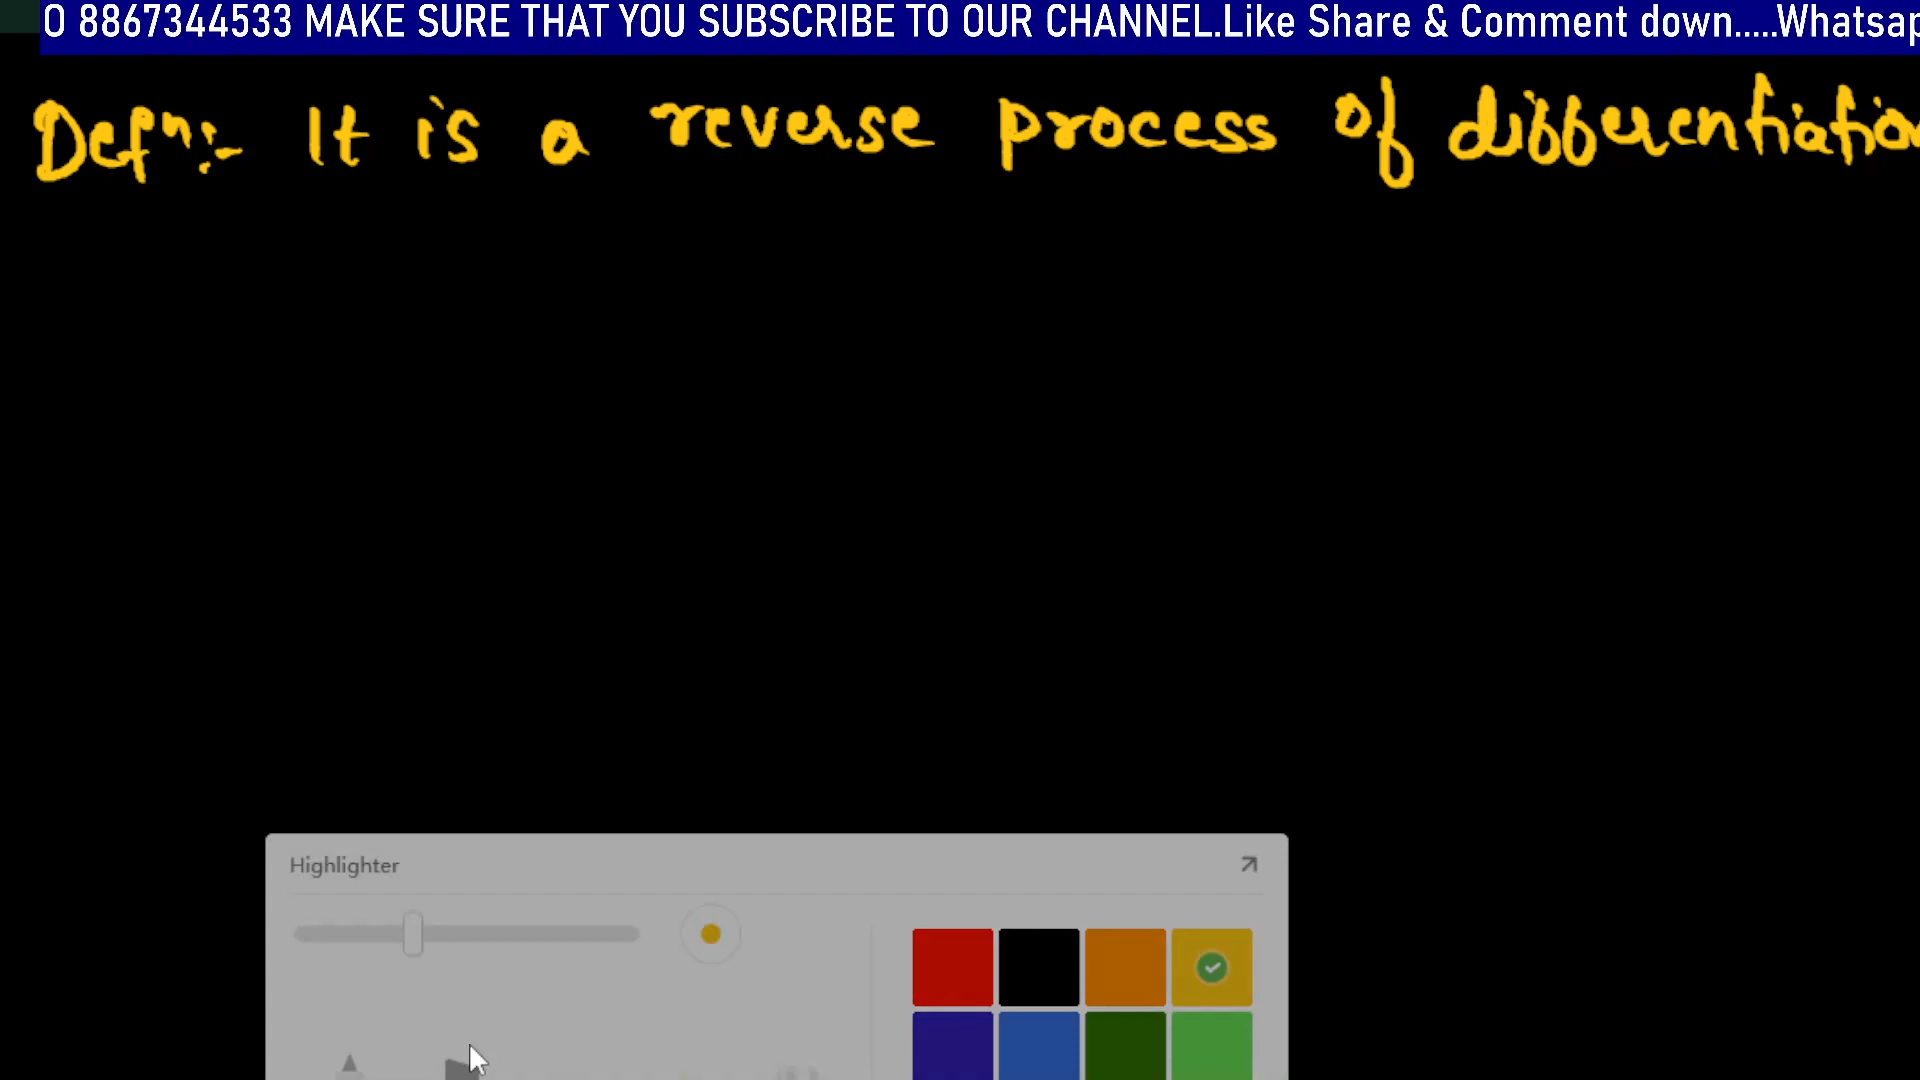 O 8867344533 MAKE SURE THAT YOU SUBSCRIBE TO OUR CHANNEL.Like Share & Comment down.....Whatsap
Defn:- It is a reverse process of differentiation
Highlighter